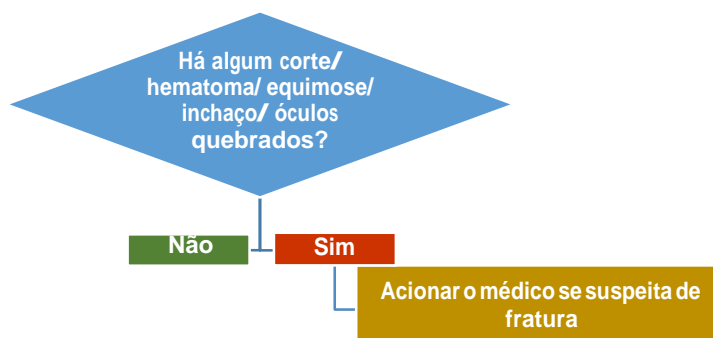 Há algum corte/
hematoma/ equimose/
inchaço/ óculos
quebrados?
Não
Sim
Acionar o médico se suspeita de
fratura